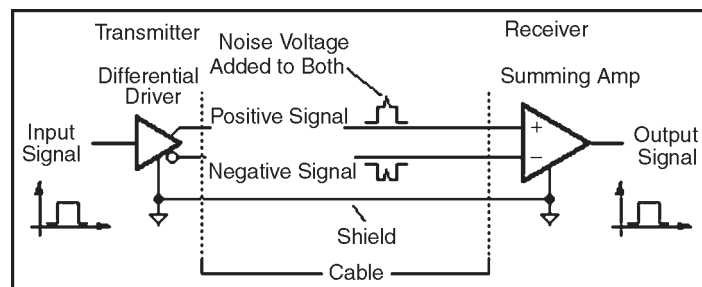 Transmitter
Noise Voltage
Added to Both
Receiver
Differential
Driver
Summing Amp
Input
Signal
Positive Signal
+
Output
Signal
Negative Signal
−
Shield
Cable